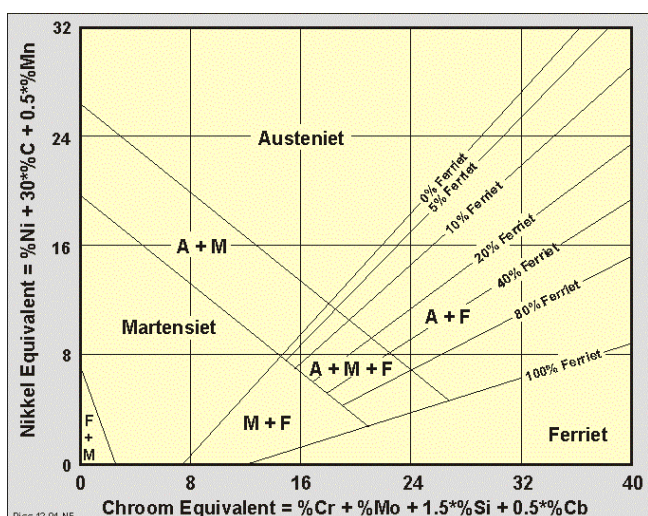 32
24
16
8
0
Nikkel Equivalent = %Ni + 30*%C + 0.5*%Mn
Austeniet
0% Ferriet
5% Ferriet
10% Ferriet
20% Ferriet
40% Ferriet
80% Ferriet
100% Ferriet
A + M
Martensiet
A + F
A + M + F
F
+
M
M + F
Ferriet
0
8
16
24
32
40
Chroom Equivalent = %Cr + %Mo + 1.5*%Si + 0.5*%Cb